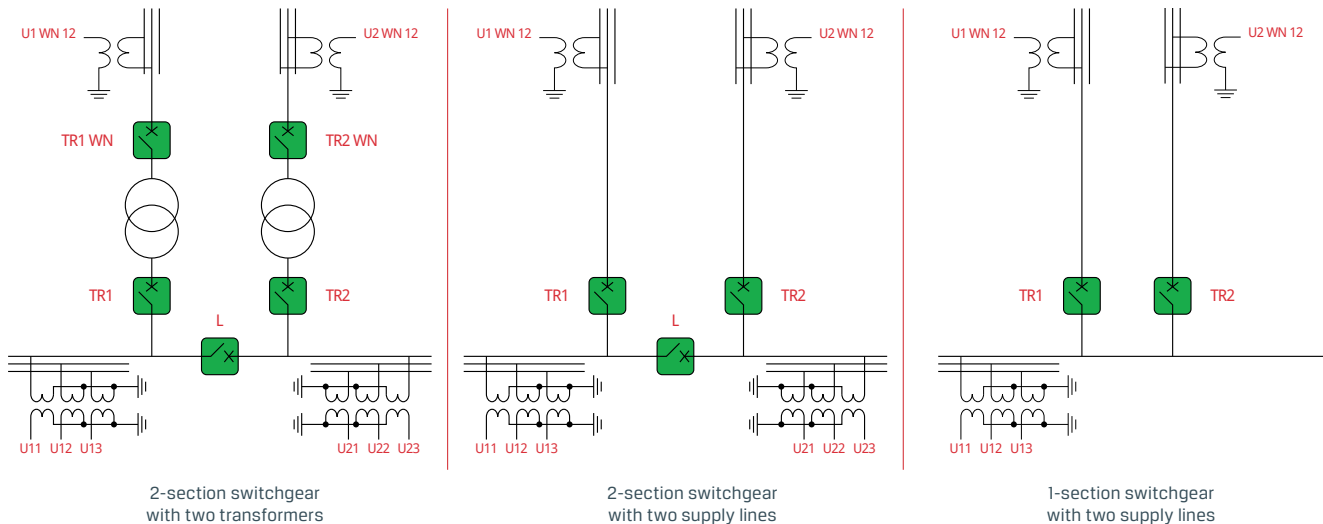 U1 WN 12
U2 WN 12
TR1 WN
TR2 WN
TR1
TR2
L
U11 U12 U13
U21 U22 U23
2-section switchgear
with two transformers
U1 WN 12
U2 WN 12
TR1
TR2
L
U11 U12 U13
U21 U22 U23
2-section switchgear
with two supply lines
U1 WN 12
U2 WN 12
TR1
TR2
U11 U12 U13
1-section switchgear
with two supply lines